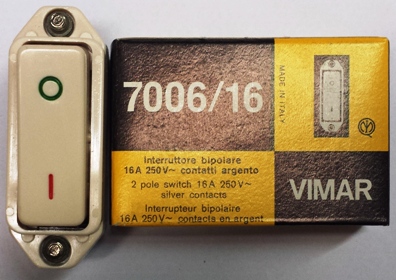 7006/16
MADE IN ITALY
Interruttore bipolare
16A 250V~ contatti argento
2 pole switch 16A 250V~
silver contacts
Interrupteur bipolaire
16A 250V~ contacts en argent
VIMAR